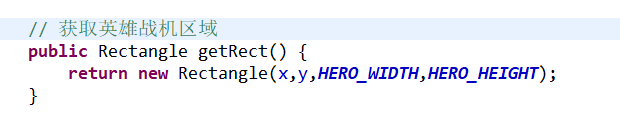 // 获取英雄战机区域
public Rectangle getRect() {
    return new Rectangle(x,y,HERO_WIDTH,HERO_HEIGHT);
}